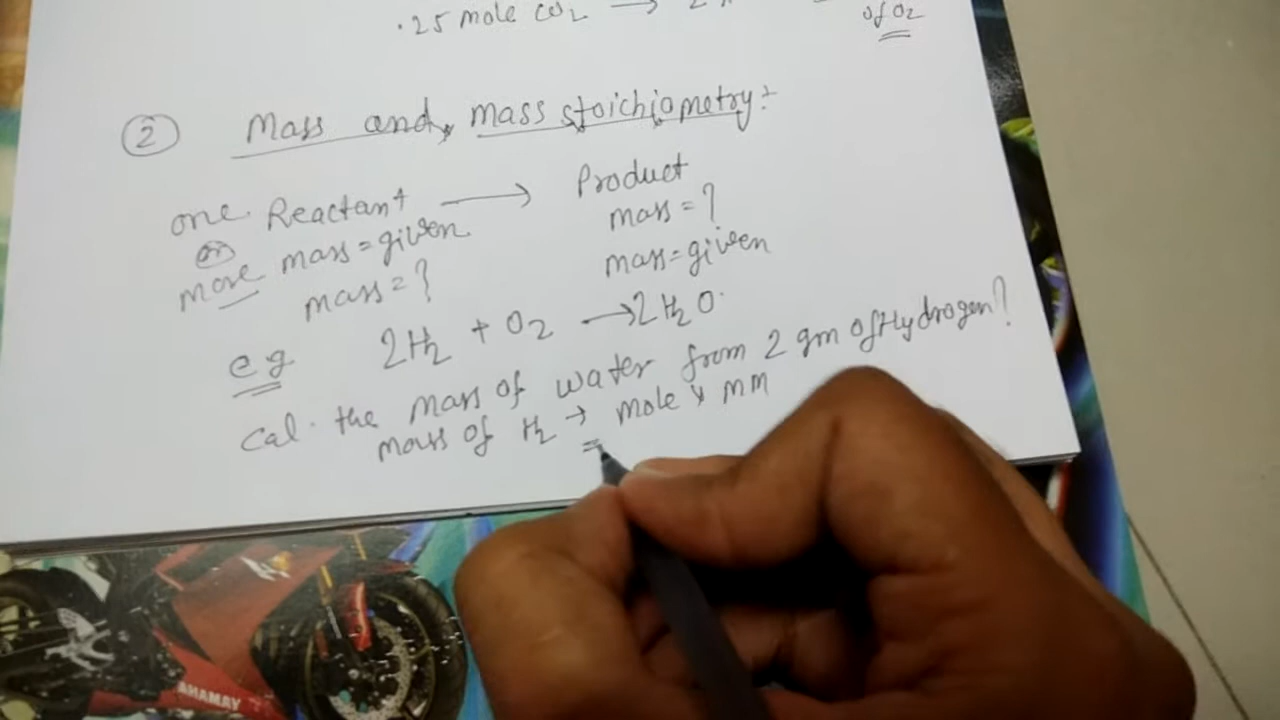 .25 mole CO2 → 2 x
of O2
2 Mass and mass stoichiometry:
one Reactant → Product
or mass = given mass = ?
more mass = ? mass = given
e.g 2H2 + O2 → 2H2O.
Cal. the mass of water from 2 gm of Hydrogen?
mass of H2 → mole x MM
=
AHAMAY